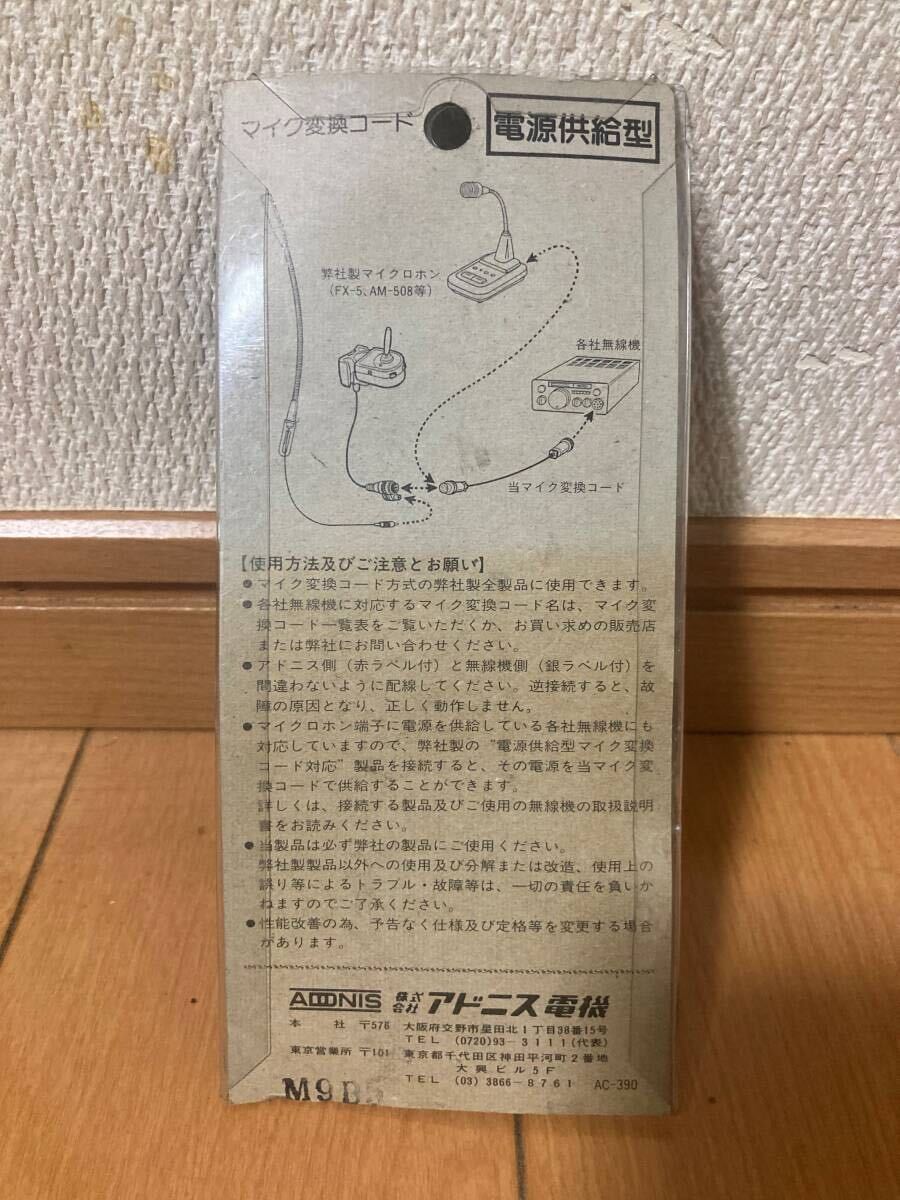 マイク変換コード
電源供給型
弊社製マイクロホン
(FX-5、AM-508等)
各社無線機
当マイク変換コード
【使用方法及びご注意とお願い】
●マイク変換コード方式の弊社製全製品に使用できます。
●各社無線機に対応するマイク変換コード名は、マイク変
換コード一覧表をご覧いただくか、お買い求めの販売店
または弊社にお問い合わせください。
●アドニス側（赤ラベル付）と無線機側（銀ラベル付）を
間違わないように配線してください。逆接続すると、故
障の原因となり、正しく動作しません。
●マイクロホン端子に電源を供給している各社無線機にも
対応していますので、弊社製の“電源供給型マイク変換
コード対応”製品を接続すると、その電源を当マイク変
換コードで供給することができます。
詳しくは、接続する製品及びご使用の無線機の取扱説明
書をお読みください。
●当製品は必ず弊社の製品にご使用ください。
弊社製製品以外への使用及び分解または改造、使用上の
誤り等によるトラブル・故障等は、一切の責任を負いか
ねますのでご了承ください。
●性能改善の為、予告なく仕様及び定格等を変更する場合
があります。
ADONIS 株式会社 アドニス電機
本社 〒576 大阪府交野市星田北1丁目38番15号
TEL (0720)93-3111(代表)
東京営業所 〒101 東京都千代田区神田平河町2番地
大興ビル5F
TEL (03)3866-8761 AC-390
M9B5